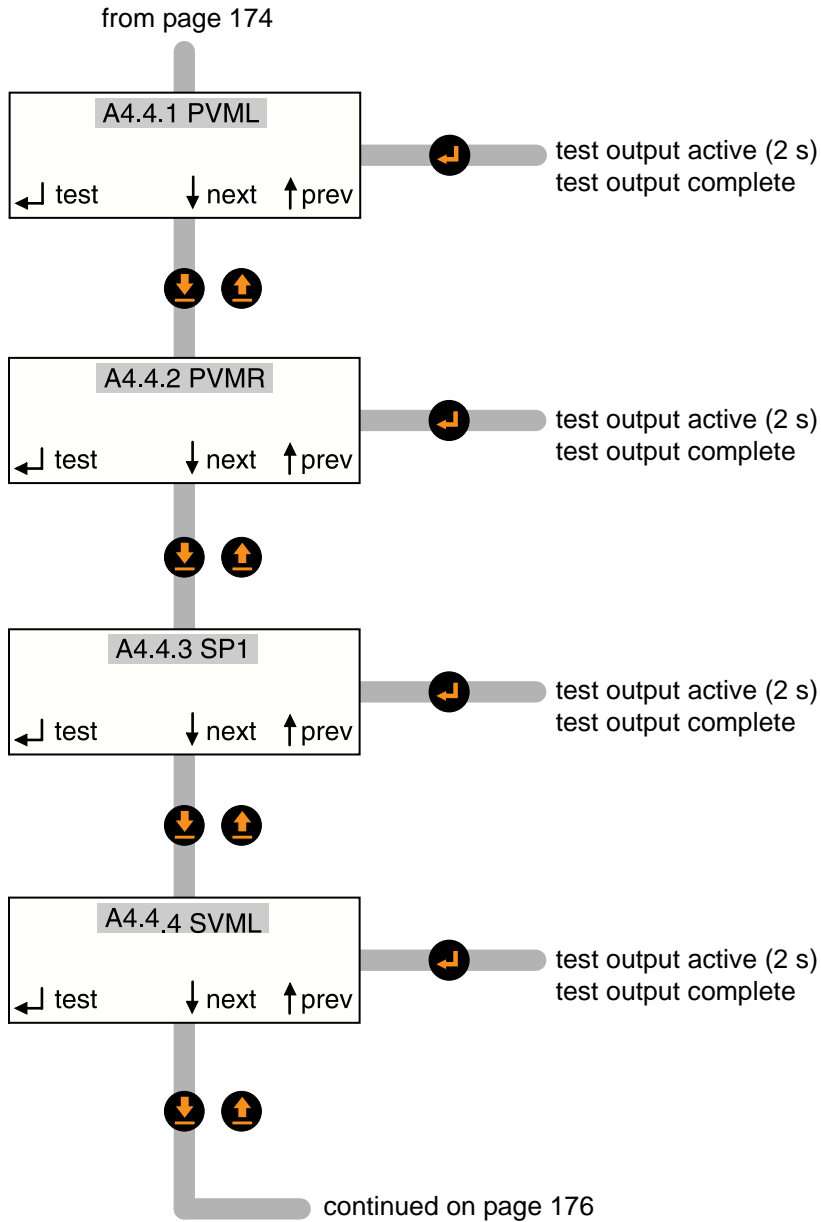 from page 174
A4.4.1 PVML
test next prev
test output active (2 s)
test output complete
A4.4.2 PVMR
test next prev
test output active (2 s)
test output complete
A4.4.3 SP1
test next prev
test output active (2 s)
test output complete
A4.4.4 SVML
test next prev
test output active (2 s)
test output complete
continued on page 176